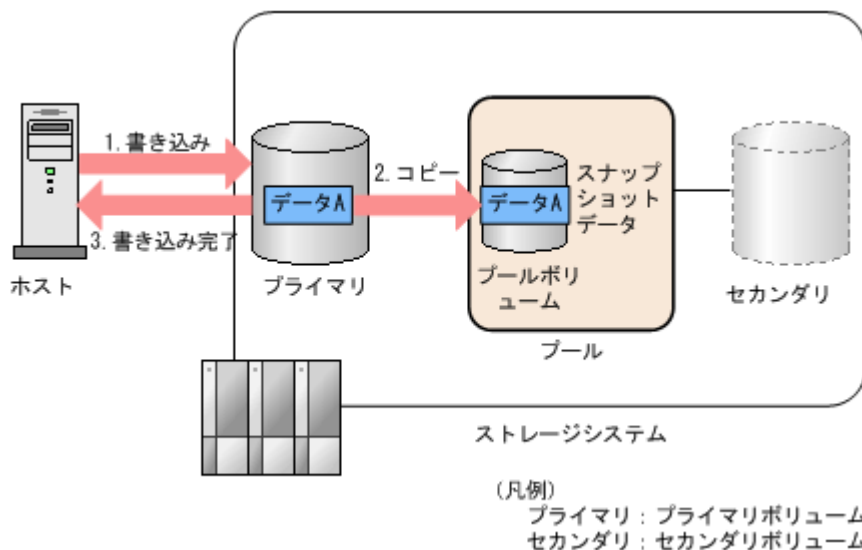 1.書き込み
2.コピー
データA
データA
スナップ
ショット
データ
3.書き込み完了
ホスト
プライマリ
プールボリ
ューム
セカンダリ
プール
ストレージシステム
(凡例)
プライマリ：プライマリボリューム
セカンダリ：セカンダリボリューム